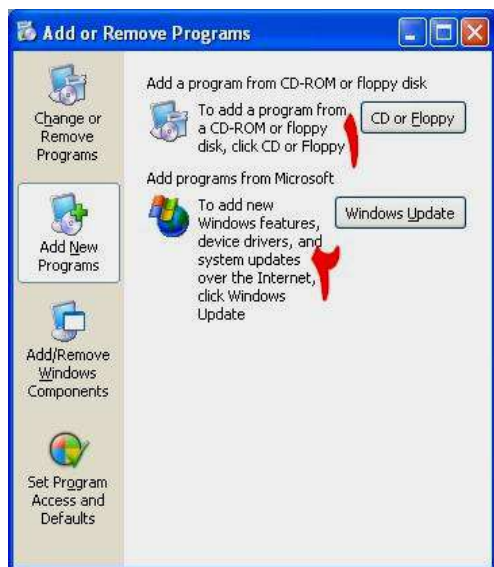 Add or Remove Programs
Change or
Remove
Programs
Add New
Programs
Add/Remove
Windows
Components
Set Program
Access and
Defaults
Add a program from CD-ROM or floppy disk
To add a program from
a CD-ROM or floppy
disk, click CD or Floppy
CD or Floppy
۱
Add programs from Microsoft
To add new
Windows features,
device drivers, and
system updates
over the Internet,
click Windows
Update
Windows Update
۲